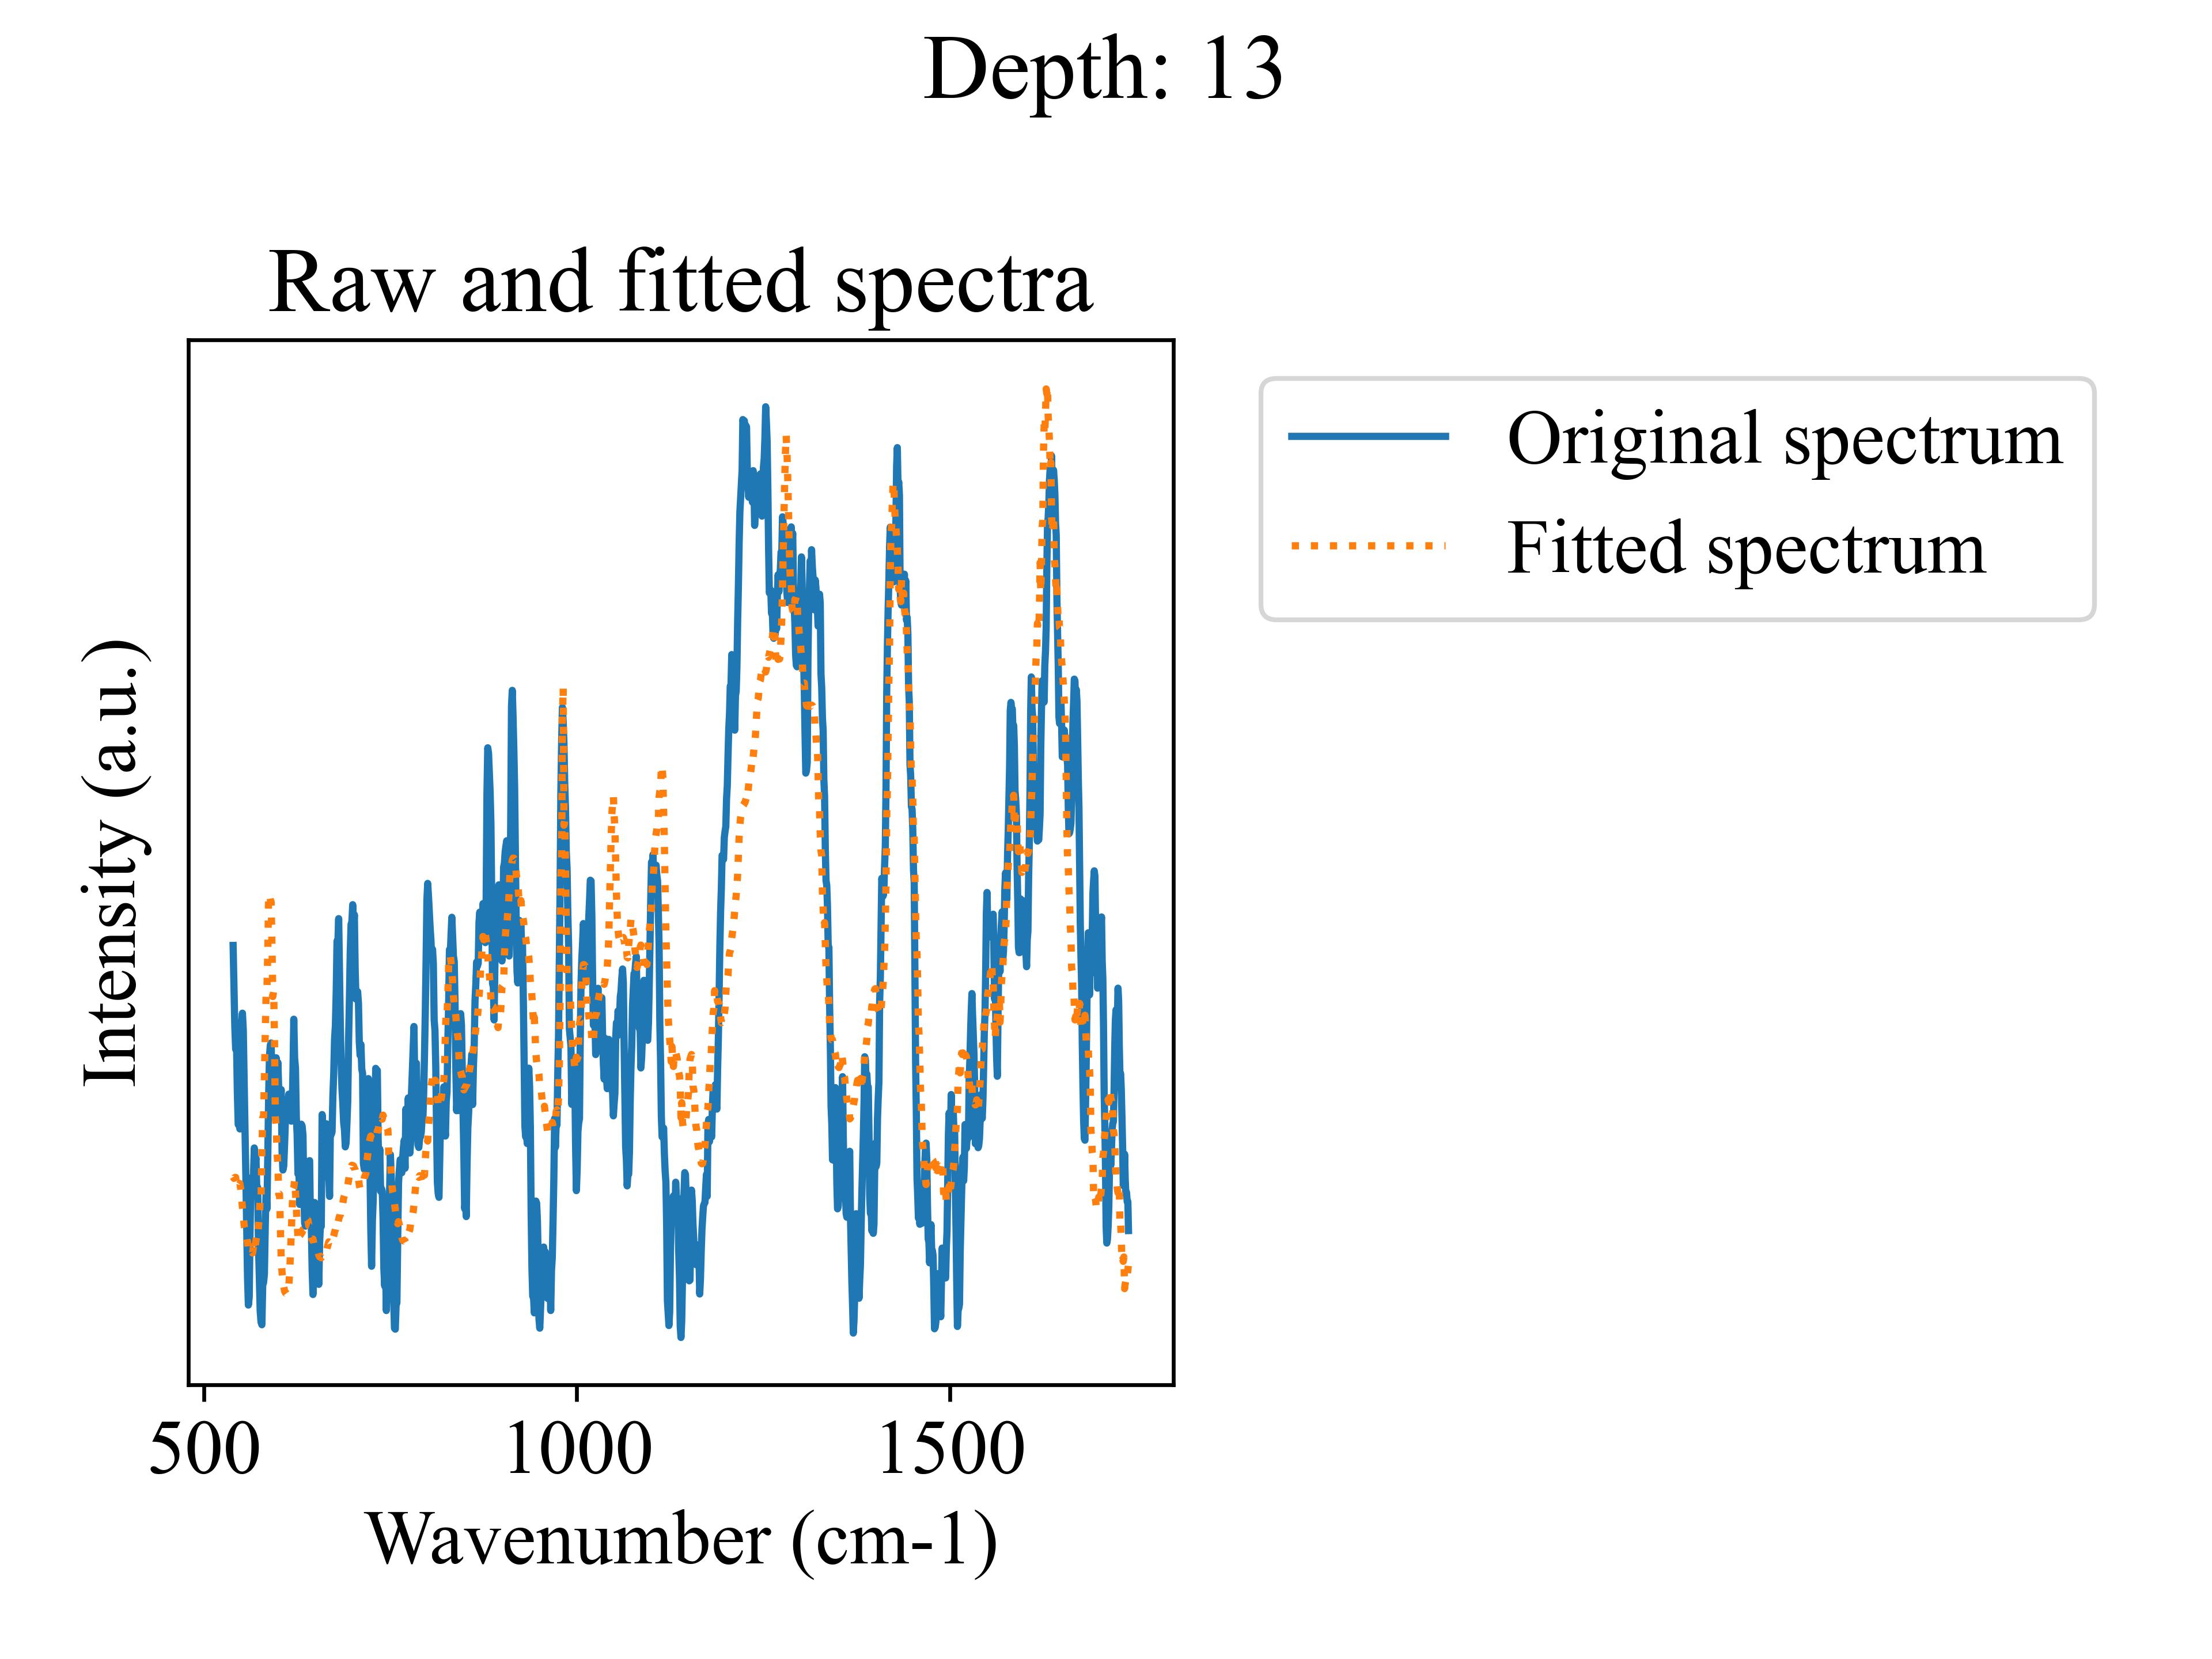 Depth: 13
Raw and fitted spectra
Original spectrum
Fitted spectrum
Intensity (a.u.)
500 1000 1500
Wavenumber (cm-1)